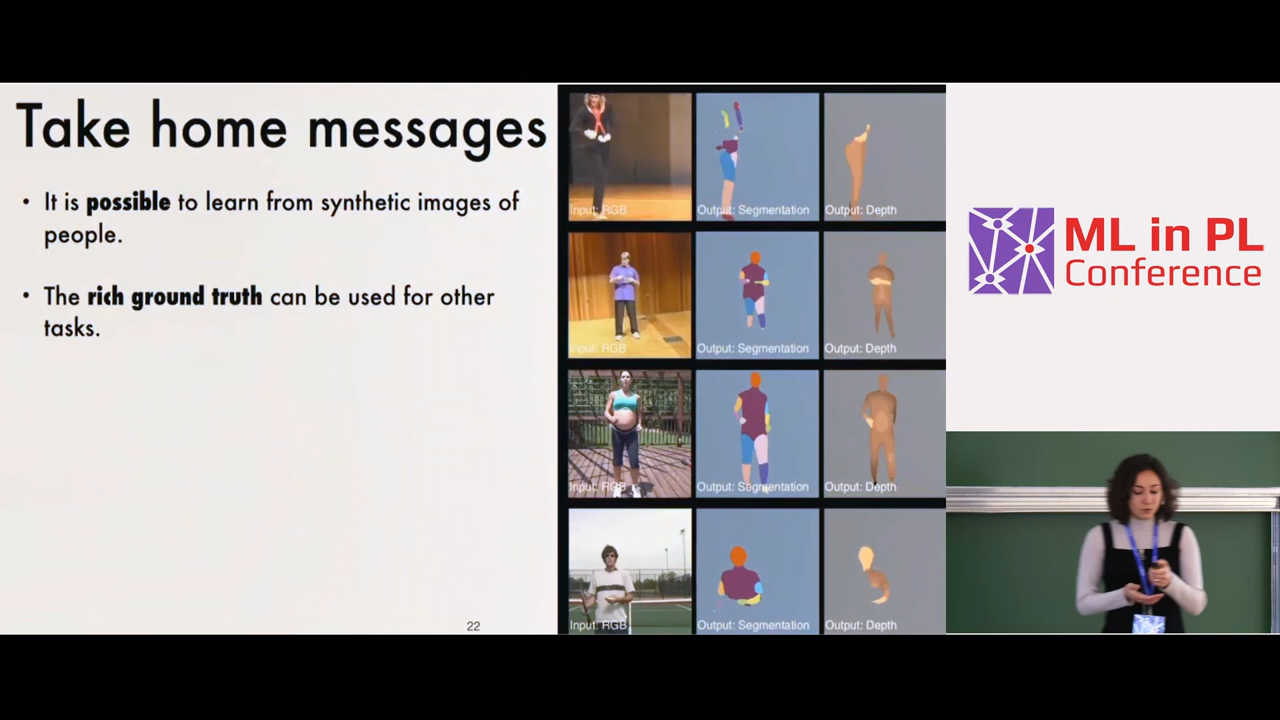 Take home messages
• It is possible to learn from synthetic images of
people.
• The rich ground truth can be used for other
tasks.
22
Input: RGB
Output: Segmentation
Output: Depth
Input: RGB
Output: Segmentation
Output: Depth
Input: RGB
Output: Segmentation
Output: Depth
Input: RGB
Output: Segmentation
Output: Depth
ML in PL
Conference